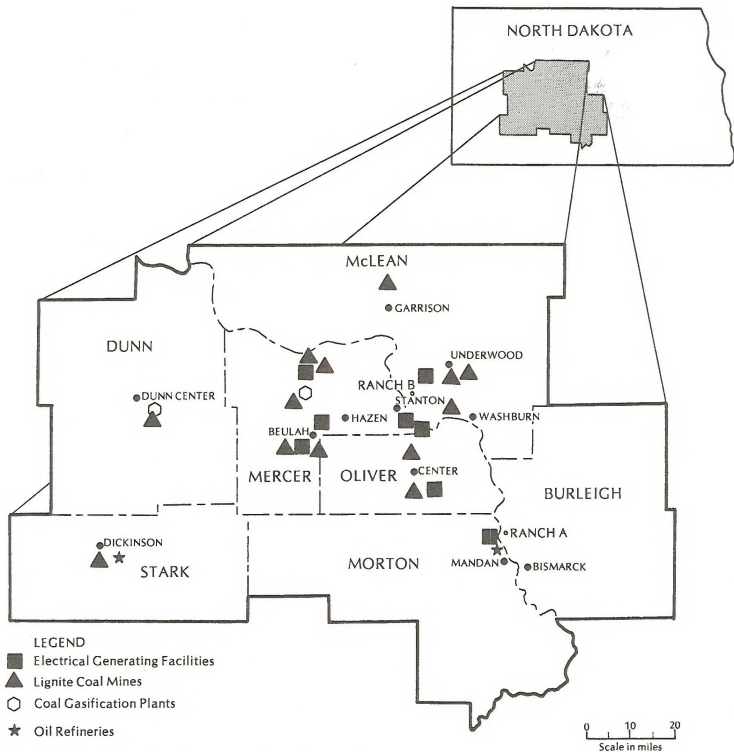 NORTH DAKOTA
McLEAN
GARRISON
DUNN
UNDERWOOD
RANCH B
DUNN CENTER
STANTON
HAZEN
WASHBURN
BEULAH
MERCER
OLIVER
CENTER
BURLEIGH
RANCH A
DICKINSON
STARK
MORTON
MANDAN
BISMARCK
LEGEND
Electrical Generating Facilities
Lignite Coal Mines
Coal Gasification Plants
Oil Refineries
0 10 20
Scale in miles